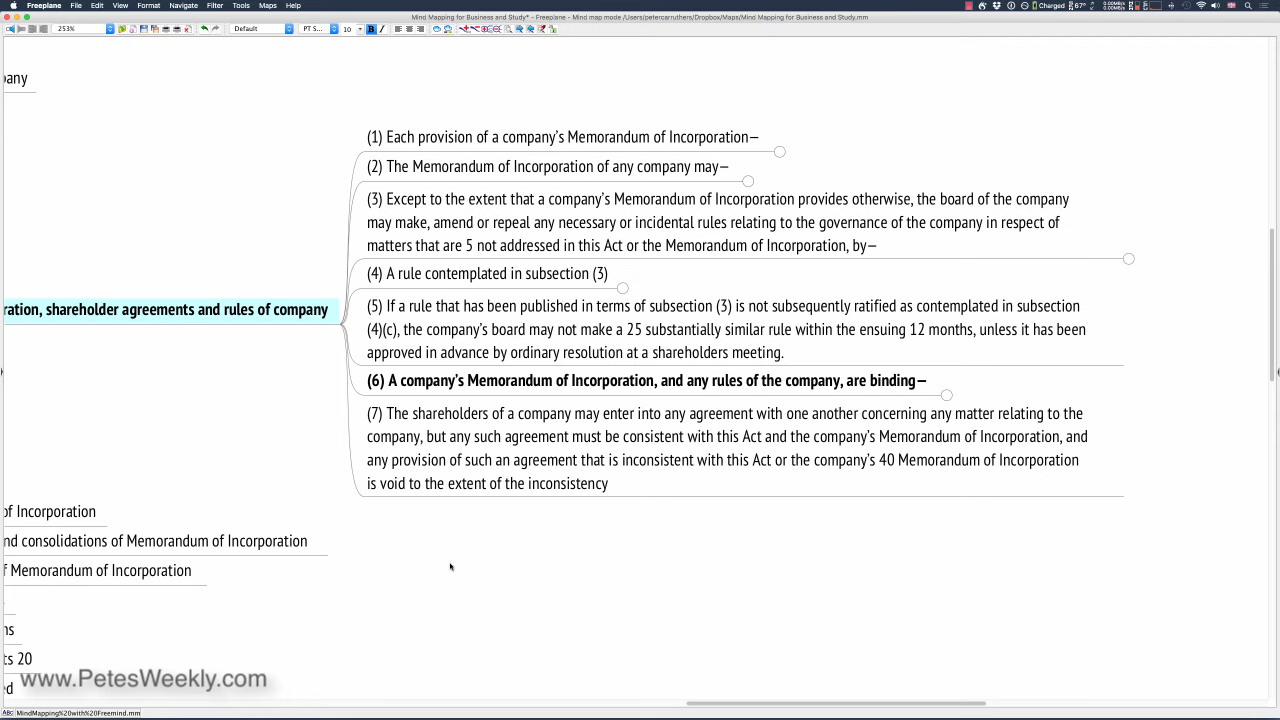 Freeplane File Edit View Format Navigate Filter Tools Maps Help
Charged 67° 0.00MB/s 0.00MB/s
Mind Mapping for Business and Study* - Freeplane - Mind map mode /Users/petercarruthers/Dropbox/Maps/Mind Mapping for Business and Study.mm
253% Default PT S... 10 B I
pany
(1) Each provision of a company's Memorandum of Incorporation—
(2) The Memorandum of Incorporation of any company may—
(3) Except to the extent that a company's Memorandum of Incorporation provides otherwise, the board of the company
may make, amend or repeal any necessary or incidental rules relating to the governance of the company in respect of
matters that are 5 not addressed in this Act or the Memorandum of Incorporation, by—
(4) A rule contemplated in subsection (3)
ration, shareholder agreements and rules of company
(5) If a rule that has been published in terms of subsection (3) is not subsequently ratified as contemplated in subsection
(4)(c), the company's board may not make a 25 substantially similar rule within the ensuing 12 months, unless it has been
approved in advance by ordinary resolution at a shareholders meeting.
(6) A company's Memorandum of Incorporation, and any rules of the company, are binding—
(7) The shareholders of a company may enter into any agreement with one another concerning any matter relating to the
company, but any such agreement must be consistent with this Act and the company's Memorandum of Incorporation, and
any provision of such an agreement that is inconsistent with this Act or the company's 40 Memorandum of Incorporation
is void to the extent of the inconsistency
of Incorporation
nd consolidations of Memorandum of Incorporation
f Memorandum of Incorporation
ns
ts 20
ed
www.PetesWeekly.com
ABC MindMapping%20with%20Freemind.mm